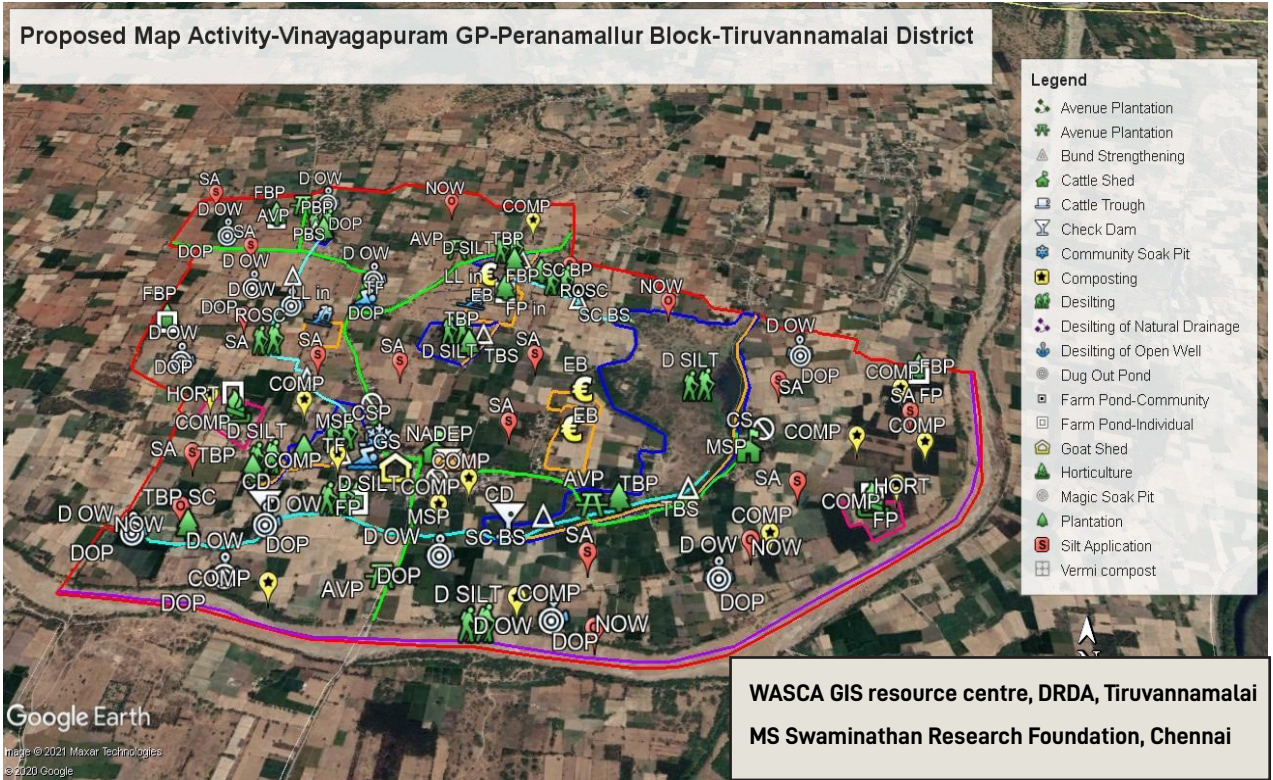 Proposed Map Activity-Vinayagapuram GP-Peranamallur Block-Tiruvannamalai District
Legend
Avenue Plantation
Avenue Plantation
Bund Strengthening
Cattle Shed
Cattle Trough
Check Dam
Community Soak Pit
Composting
Desilting
Desilting of Natural Drainage
Desilting of Open Well
Dug Out Pond
Farm Pond-Community
Farm Pond-Individual
Goat Shed
Horticulture
Magic Soak Pit
Plantation
Silt Application
Vermi compost
SA
FBP
D OW
NOW
COMP
D OW
AVP
PBP
DOP
SA
PBS
AVP
D SILT
TBP
DOP
D OW
D OW
LL in
FBP
SC BP
FBP
D OW
LL in
TF
EB
ROSC
NOW
DOP
ROSC
DOP
FP in
SC BS
D OW
SA
SA
SA
TBP
D SILT
TBS
SA
D SILT
D OW
DOP
EB
COMP
FBP
DOP
HORT
COMP
SA
EB
SA
SA FP
COMP
COMP
D SILT
MSP
CSP
GS
NADEP
CS
MSP
COMP
SA
TBP
COMP
TF
COMP
CD
D SILT
COMP
AVP
TBP
SA
HORT
COMP
FP
TBP SC
D OW
FP
MSP
CD
TBS
COMP
D OW
NOW
D OW
DOP
D OW
SC BS
SA
D OW
NOW
DOP
COMP
AVP
DOP
DOP
D SILT
COMP
D OW
DOP
NOW
DOP
Google Earth
mage © 2021 Maxar Technologies
© 2020 Google
WASCA GIS resource centre, DRDA, Tiruvannamalai
MS Swaminathan Research Foundation, Chennai